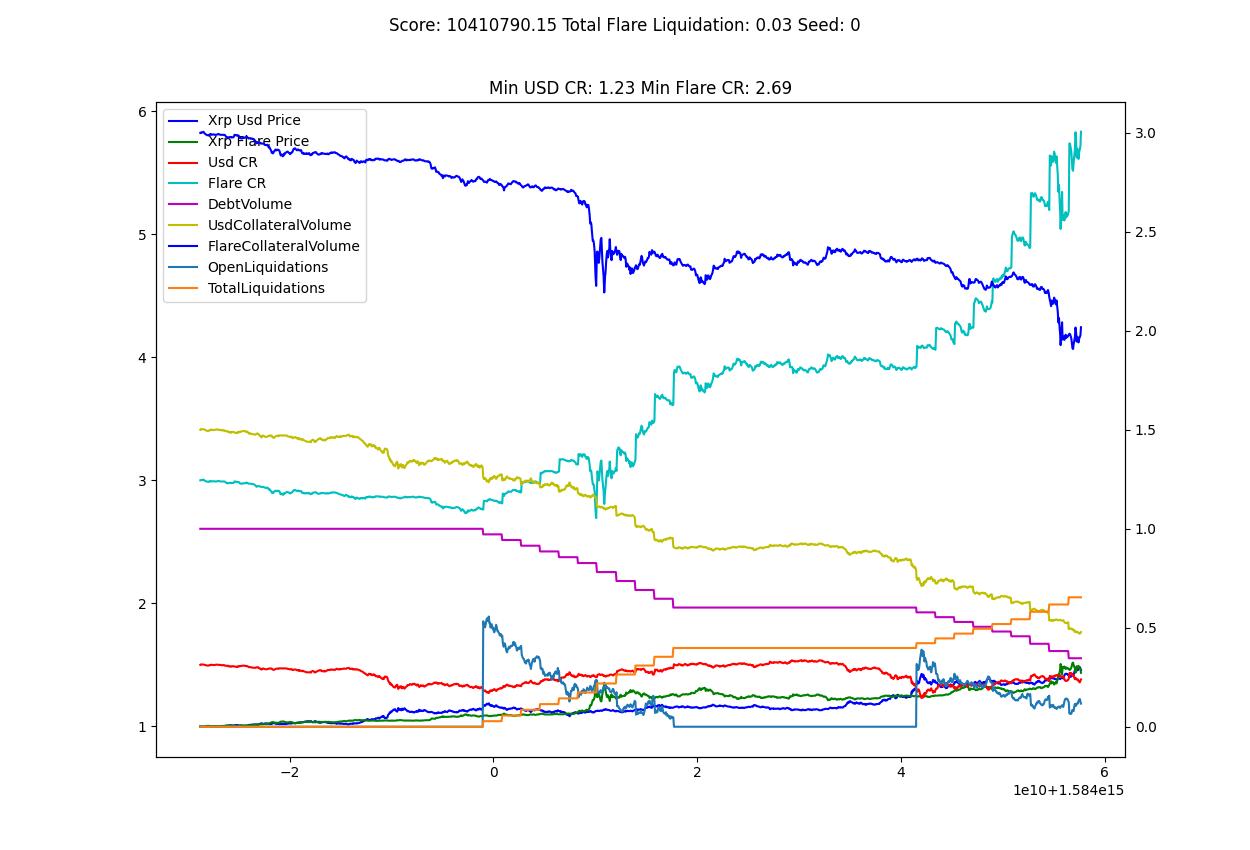 Score: 10410790.15 Total Flare Liquidation: 0.03 Seed: 0
Min USD CR: 1.23 Min Flare CR: 2.69
Xrp Usd Price
Xrp Flare Price
Usd CR
Flare CR
DebtVolume
UsdCollateralVolume
FlareCollateralVolume
OpenLiquidations
TotalLiquidations
6
5
4
3
2
1
3.0
2.5
2.0
1.5
1.0
0.5
0.0
−2
0
2
4
6
1e10+1.584e15